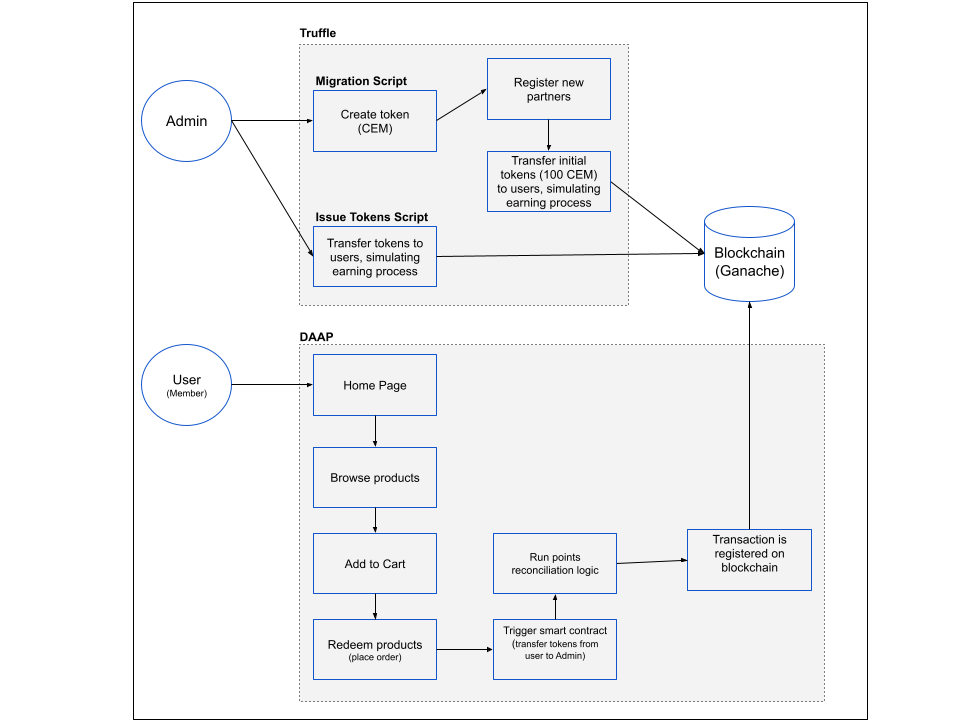 Truffle
Migration Script
Register new
partners
Admin
Create token
(CEM)
Transfer initial
tokens (100 CEM)
to users, simulating
earning process
Issue Tokens Script
Transfer tokens to
users, simulating
earning process
Blockchain
(Ganache)
DAAP
User
(Member)
Home Page
Browse products
Add to Cart
Redeem products
(place order)
Trigger smart contract
(transfer tokens from
user to Admin)
Run points
reconciliation logic
Transaction is
registered on
blockchain